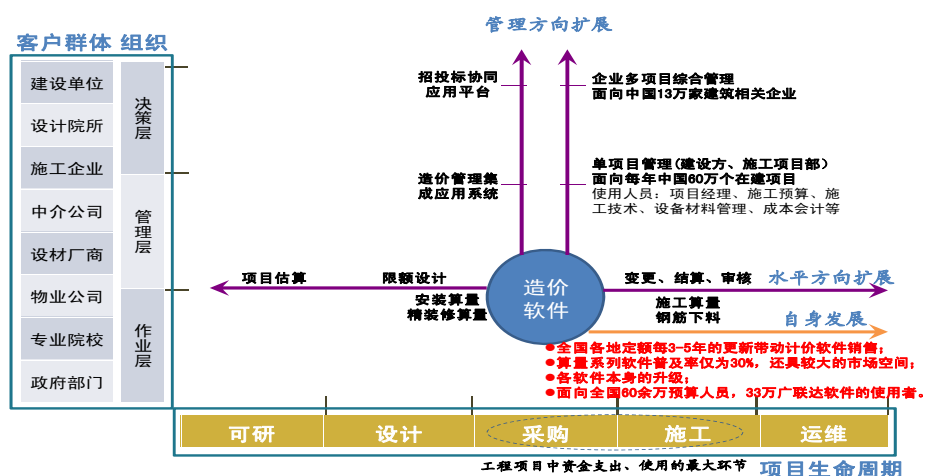 管理方向扩展
客户群体 组织
建设单位
设计院所
施工企业
中介公司
设材厂商
物业公司
专业院校
政府部门
决策层
管理层
作业层
招投标协同
应用平台
企业多项目综合管理
面向中国13万家建筑相关企业
造价管理集
成应用系统
单项目管理(建设方、施工项目部)
面向每年中国60万个在建项目
使用人员：项目经理、施工预算、施
工技术、设备材料管理、成本会计等
项目估算
限额设计
安装算量
精装修算量
造价
软件
变更、结算、审核
水平方向扩展
施工算量
钢筋下料
自身发展
●全国各地定额每3-5年的更新带动计价软件销售;
●算量系列软件普及率仅为30%，还具较大的市场空间;
●各软件本身的升级;
●面向全国60余万预算人员，33万广联达软件的使用者。
可研
设计
采购
施工
运维
工程项目中资金支出、使用的最大环节
项目生命周期